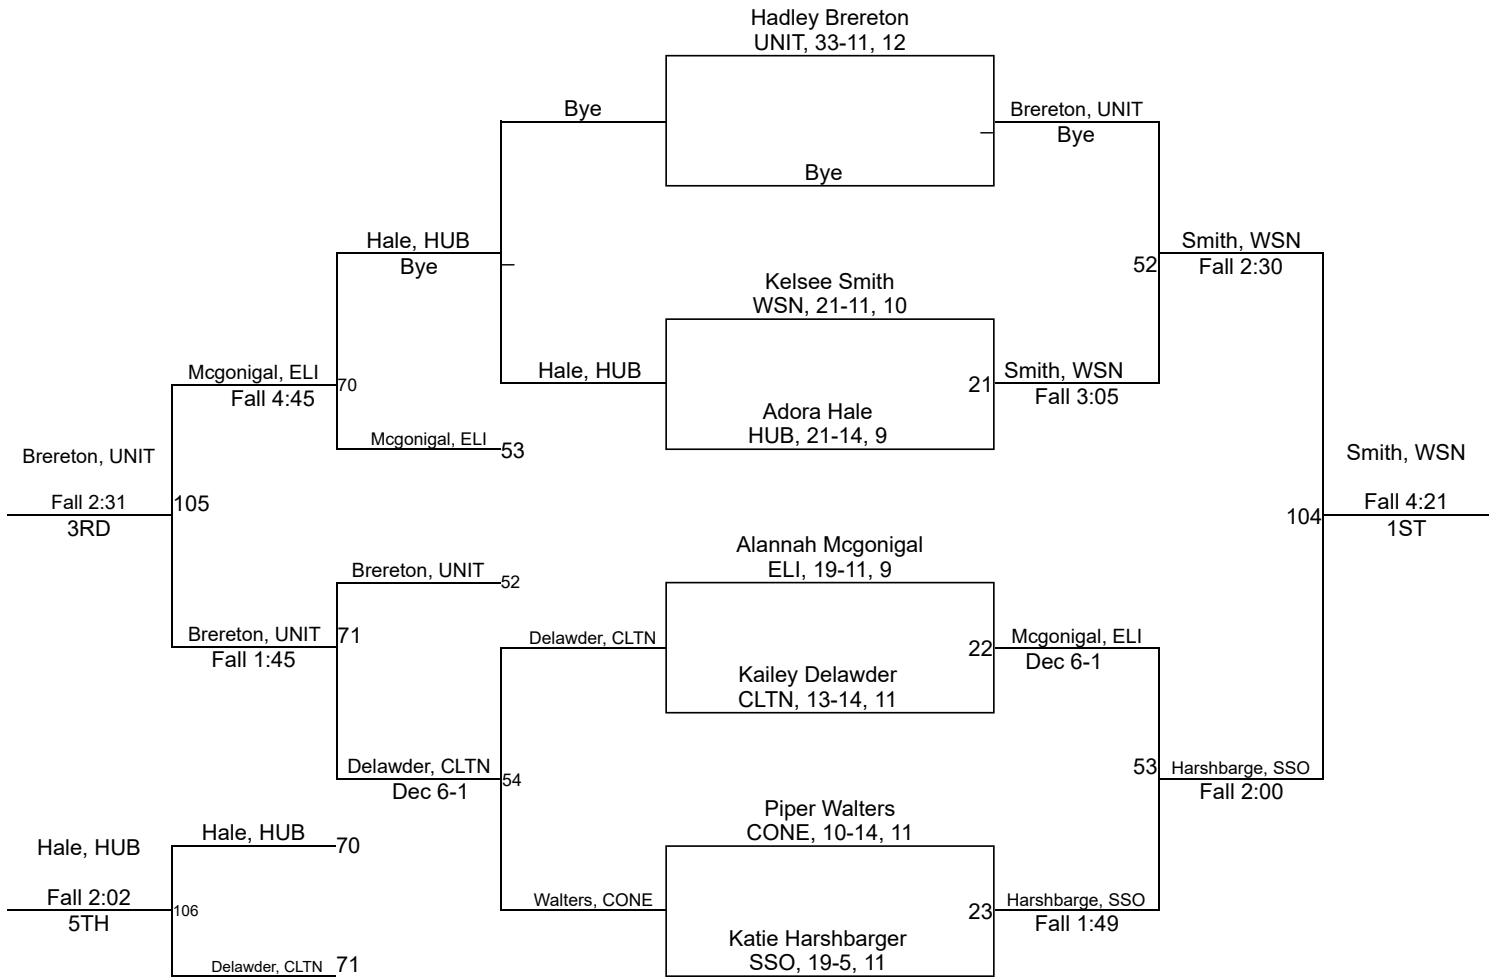 Hadley Brereton
UNIT, 33-11, 12
Bye
Brereton, UNIT
Bye
Bye
Hale, HUB
Bye
Smith, WSN
52
Fall 2:30
Kelsee Smith
WSN, 21-11, 10
Mcgonigal, ELI
70
Fall 4:45
Hale, HUB
21
Smith, WSN
Fall 3:05
Adora Hale
HUB, 21-14, 9
Mcgonigal, ELI
53
Brereton, UNIT
Fall 2:31
105
3RD
Smith, WSN
Fall 4:21
104
1ST
Alannah Mcgonigal
ELI, 19-11, 9
Brereton, UNIT
52
Brereton, UNIT
71
Fall 1:45
Delawder, CLTN
22
Mcgonigal, ELI
Dec 6-1
Kailey Delawder
CLTN, 13-14, 11
Delawder, CLTN
54
Dec 6-1
53
Harshbarge, SSO
Fall 2:00
Piper Walters
CONE, 10-14, 11
Hale, HUB
70
Hale, HUB
Fall 2:02
106
5TH
Delawder, CLTN
71
Walters, CONE
23
Harshbarge, SSO
Fall 1:49
Katie Harshbarger
SSO, 19-5, 11